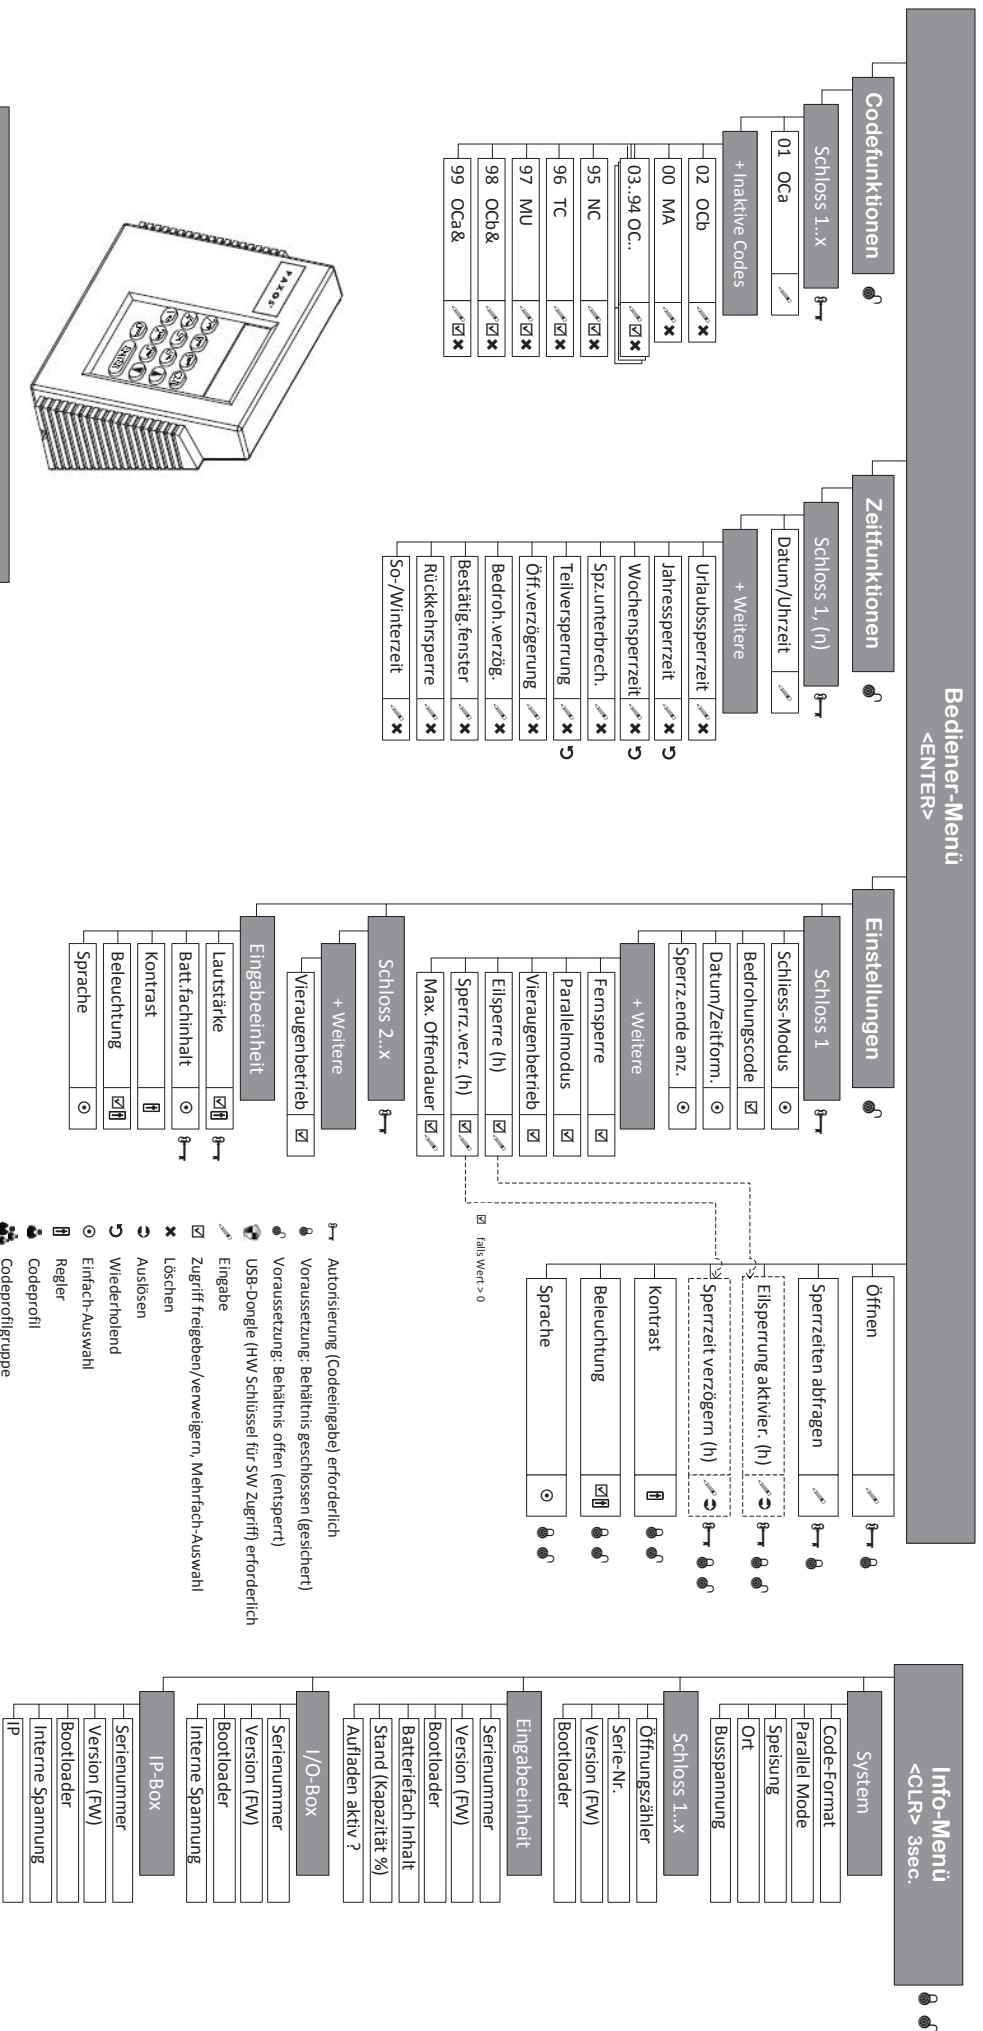 Bediener-Menü
<ENTER>
Codefunktionen
Schloss 1..x
01 OCa
+ Inaktive Codes
02 OCb
00 MA
03..94 OC..
95 NC
96 TC
97 MU
98 OCb&
99 OCa&
PAXOS
ENTER
Zeitfunktionen
Schloss 1, (n)
Datum/Uhrzeit
+ Weitere
Urlaubssperrzeit
Jahressperrzeit
Wochensperrzeit
Spz.unterbrech.
Teilversperrung
Öff.verzögerung
Bedroh.verzög.
Bestätig.fenster
Rückkehrsperre
So-/Winterzeit
Einstellungen
Schloss 1
Schliess-Modus
Bedrohungscode
Datum/Zeitform.
Sperrz.ende anz.
+ Weitere
Fernsperre
Parallelmodus
Vieraugenbetrieb
Eilsperre (h)
Sperrz.verz. (h)
Max. Offendauer
Schloss 2..x
+ Weitere
Vieraugenbetrieb
Eingabeeinheit
Lautstärke
Batt.fachinhalt
Kontrast
Beleuchtung
Sprache
Öffnen
Sperrzeiten abfragen
Eilsperrung aktivier. (h)
Sperrzeit verzögern (h)
Kontrast
Beleuchtung
Sprache
falls Wert > 0
Autorisierung (Codeeingabe) erforderlich
Voraussetzung: Behältnis geschlossen (gesichert)
Voraussetzung: Behältnis offen (entsperrt)
USB-Dongle (HW Schlüssel für SW Zugriff) erforderlich
Eingabe
Zugriff freigeben/verweigern, Mehrfach-Auswahl
Löschen
Auslösen
Wiederholend
Einfach-Auswahl
Regler
Codeprofil
Codeprofilgruppe
Info-Menü
<CLR> 3sec.
System
Code-Format
Parallel Mode
Speisung
Ort
Busspannung
Schloss 1..x
Öffnungszähler
Serie-Nr.
Version (FW)
Bootloader
Eingabeeinheit
Serienummer
Version (FW)
Bootloader
Batteriefach Inhalt
Stand (Kapazität %)
Aufladen aktiv ?
I/O-Box
Serienummer
Version (FW)
Bootloader
Interne Spannung
IP-Box
Serienummer
Version (FW)
Bootloader
Interne Spannung
IP